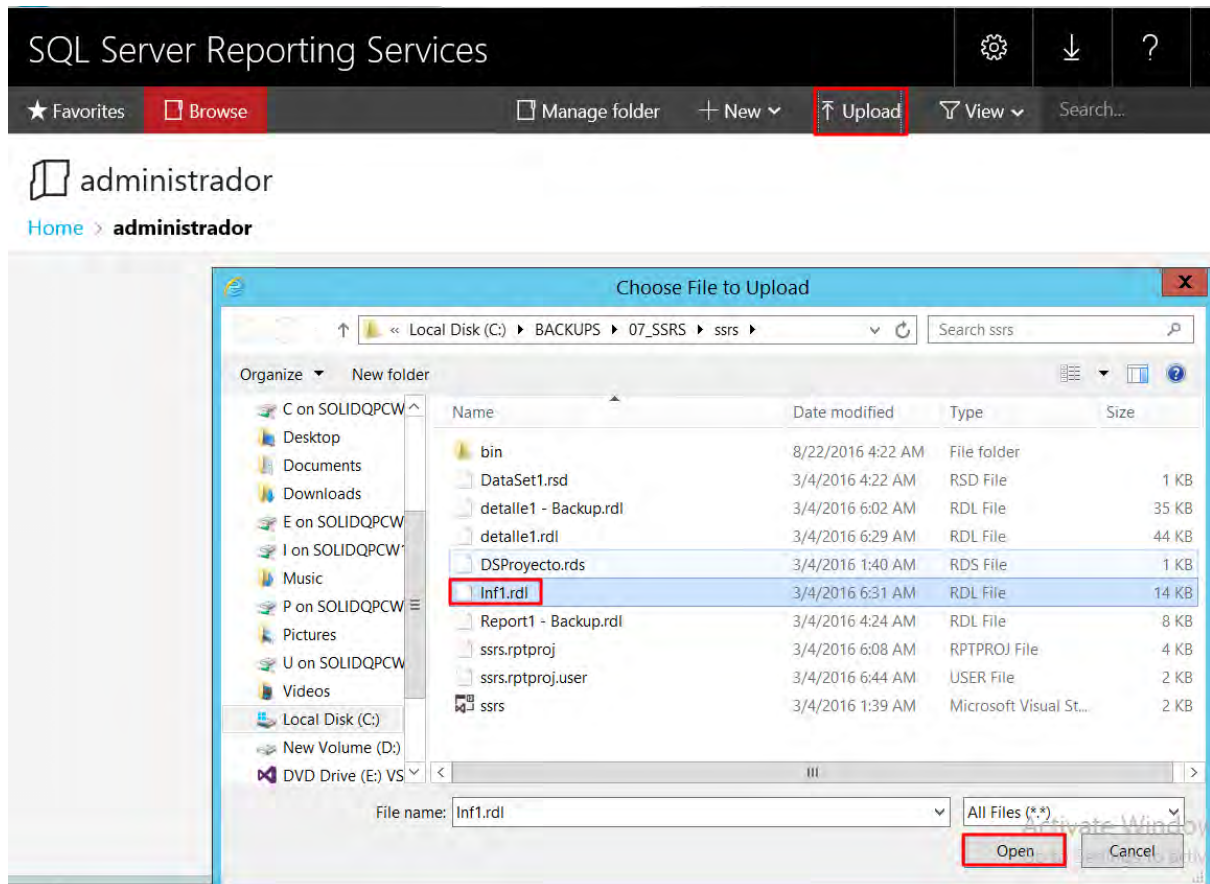 SQL Server Reporting Services
?
Favorites Browse Manage folder New Upload View Search...
administrador
Home > administrador
Choose File to Upload X
« Local Disk (C:) BACKUPS 07_SSRS ssrs Search ssrs
Organize New folder ?
Name Date modified Type Size
C on SOLIDQPCW
Desktop
Documents
Downloads
E on SOLIDQPCW
I on SOLIDQPCW
Music
P on SOLIDQPCW
Pictures
U on SOLIDQPCW
Videos
Local Disk (C:)
New Volume (D:)
DVD Drive (E:) VS
bin 8/22/2016 4:22 AM File folder
DataSet1.rsd 3/4/2016 4:22 AM RSD File 1 KB
detalle1 - Backup.rdl 3/4/2016 6:02 AM RDL File 35 KB
detalle1.rdl 3/4/2016 6:29 AM RDL File 44 KB
DSProyecto.rds 3/4/2016 1:40 AM RDS File 1 KB
Inf1.rdl 3/4/2016 6:31 AM RDL File 14 KB
Report1 - Backup.rdl 3/4/2016 4:24 AM RDL File 8 KB
ssrs.rptproj 3/4/2016 6:08 AM RPTPROJ File 4 KB
ssrs.rptproj.user 3/4/2016 6:44 AM USER File 2 KB
ssrs 3/4/2016 1:39 AM Microsoft Visual St... 2 KB
File name: Inf1.rdl All Files (*.*)
Activate Window
Open Cancel